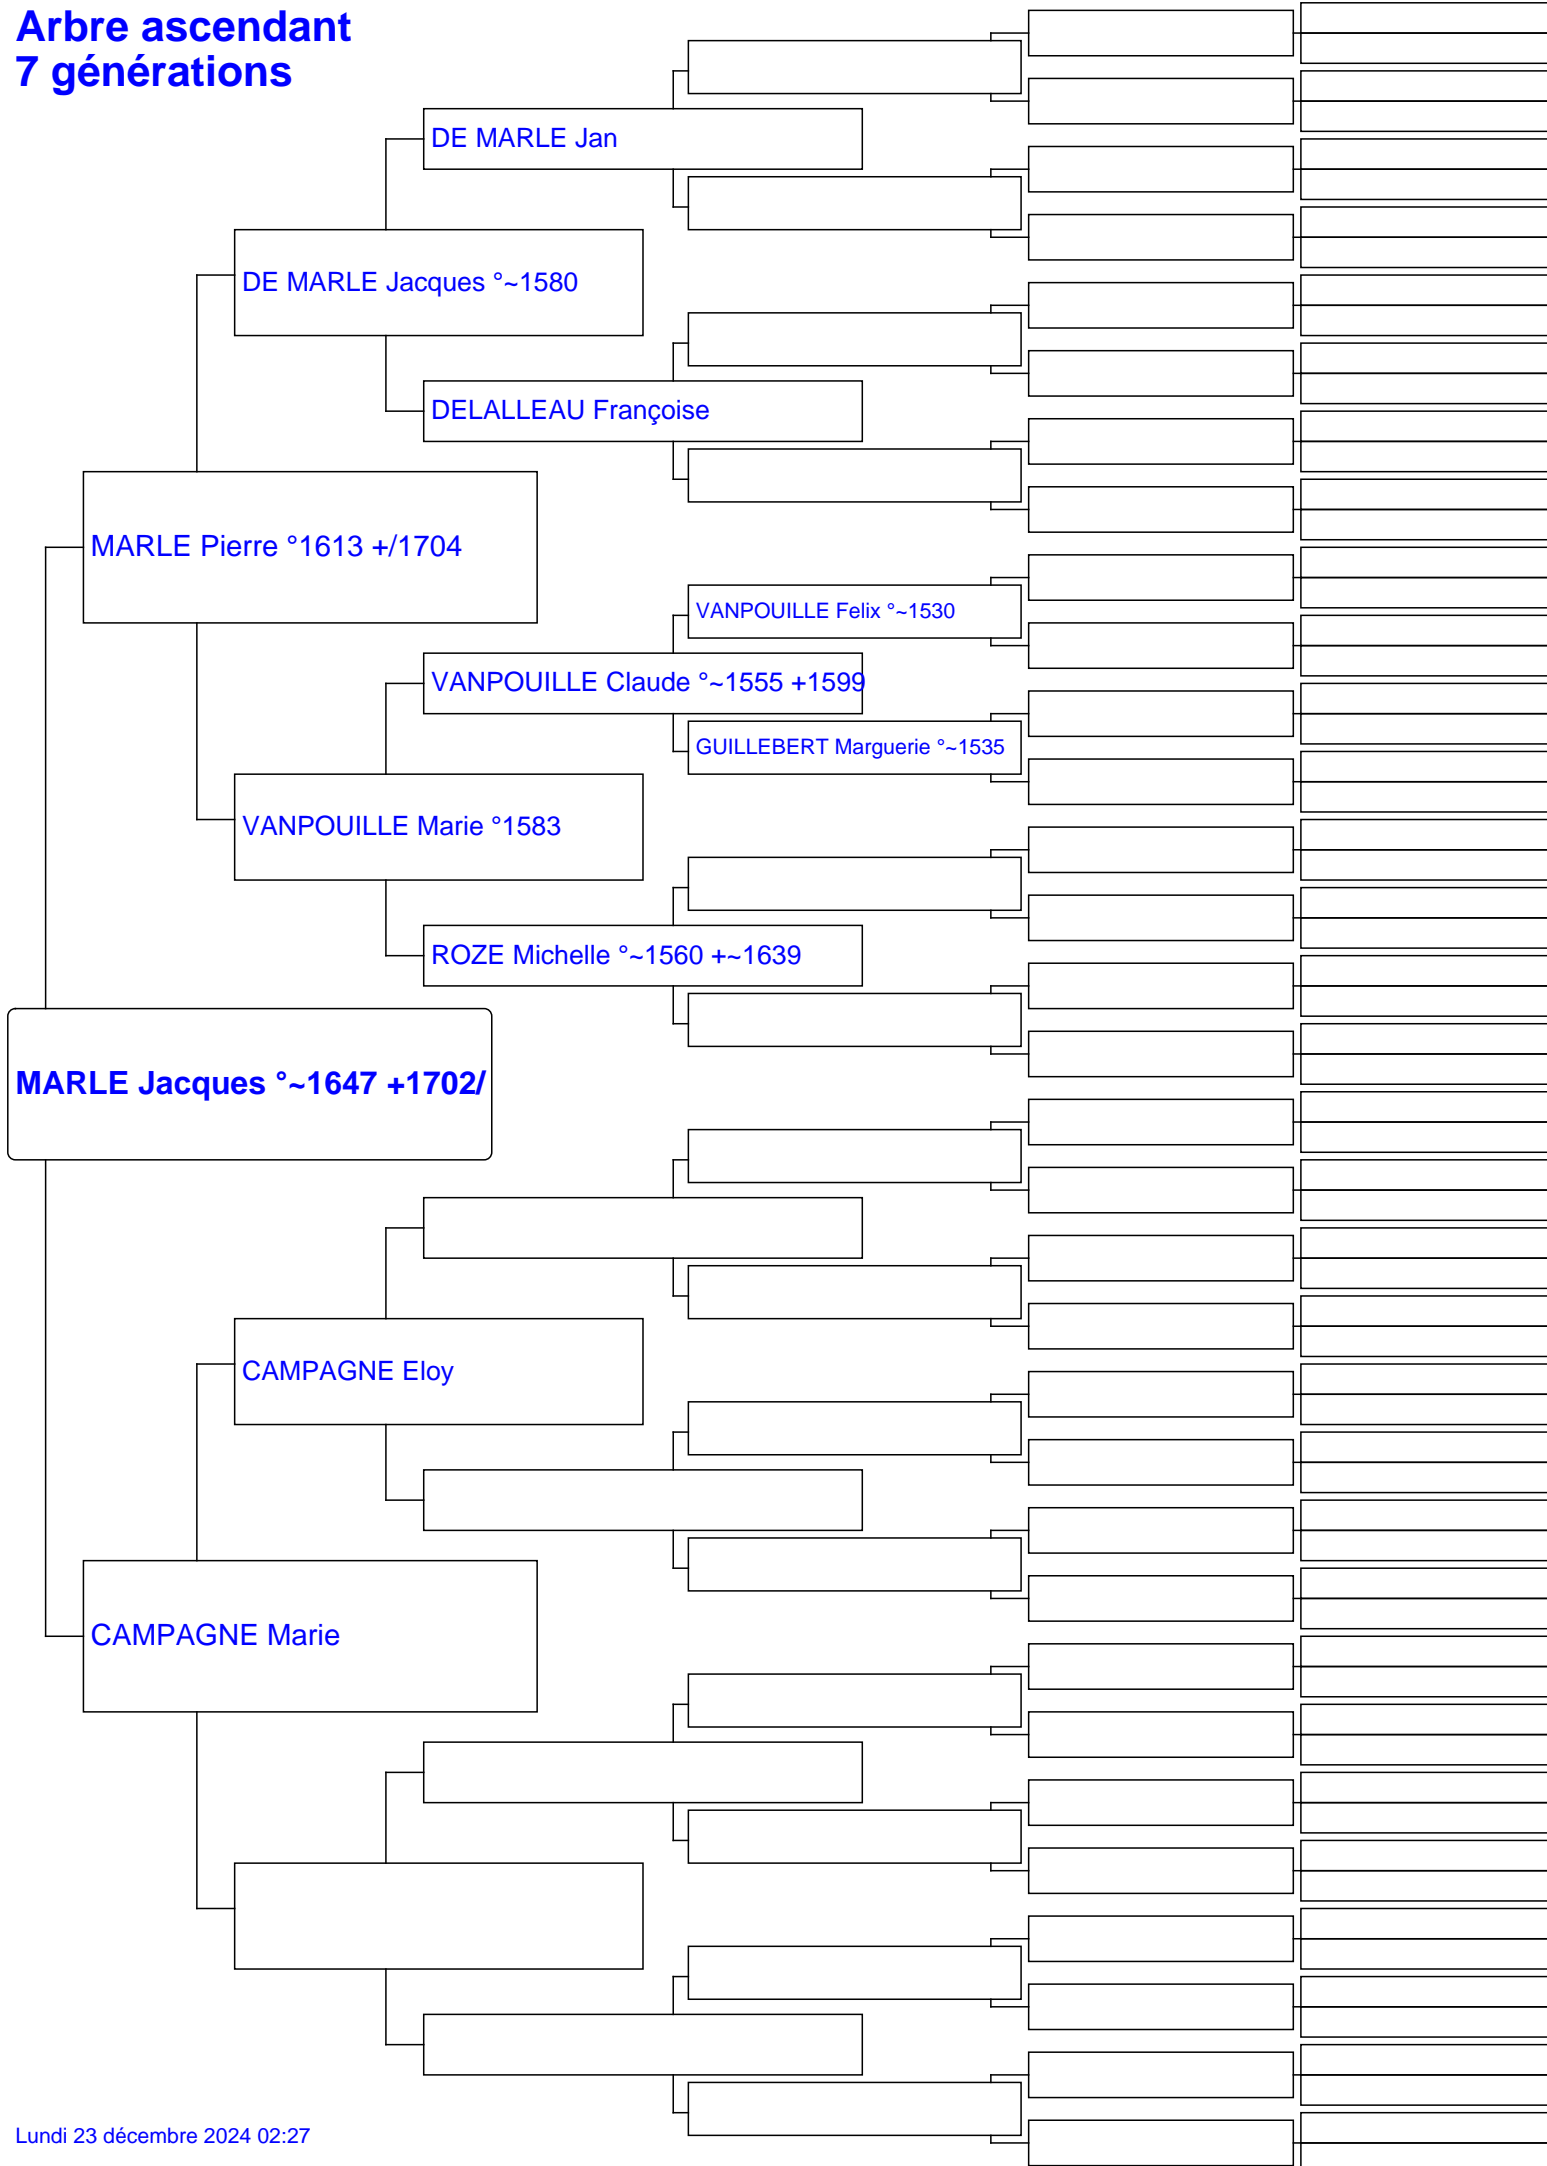 Arbre ascendant
7 générations
DE MARLE Jan
DE MARLE Jacques °~1580
DELALLEAU Françoise
MARLE Pierre °1613 +/1704
VANPOUILLE Felix °~1530
VANPOUILLE Claude °~1555 +1599
GUILLEBERT Marguerie °~1535
VANPOUILLE Marie °1583
ROZE Michelle °~1560 +~1639
MARLE Jacques °~1647 +1702/
CAMPAGNE Eloy
CAMPAGNE Marie
Lundi 23 décembre 2024 02:27